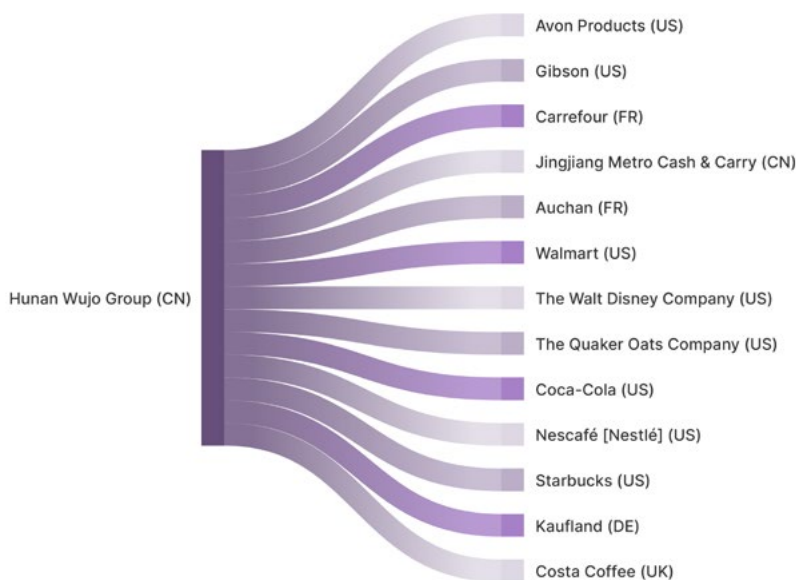 Avon Products (US)
Gibson (US)
Carrefour (FR)
Jingjiang Metro Cash & Carry (CN)
Auchan (FR)
Walmart (US)
Hunan Wujo Group (CN)
The Walt Disney Company (US)
The Quaker Oats Company (US)
Coca-Cola (US)
Nescafé [Nestlé] (US)
Starbucks (US)
Kaufland (DE)
Costa Coffee (UK)